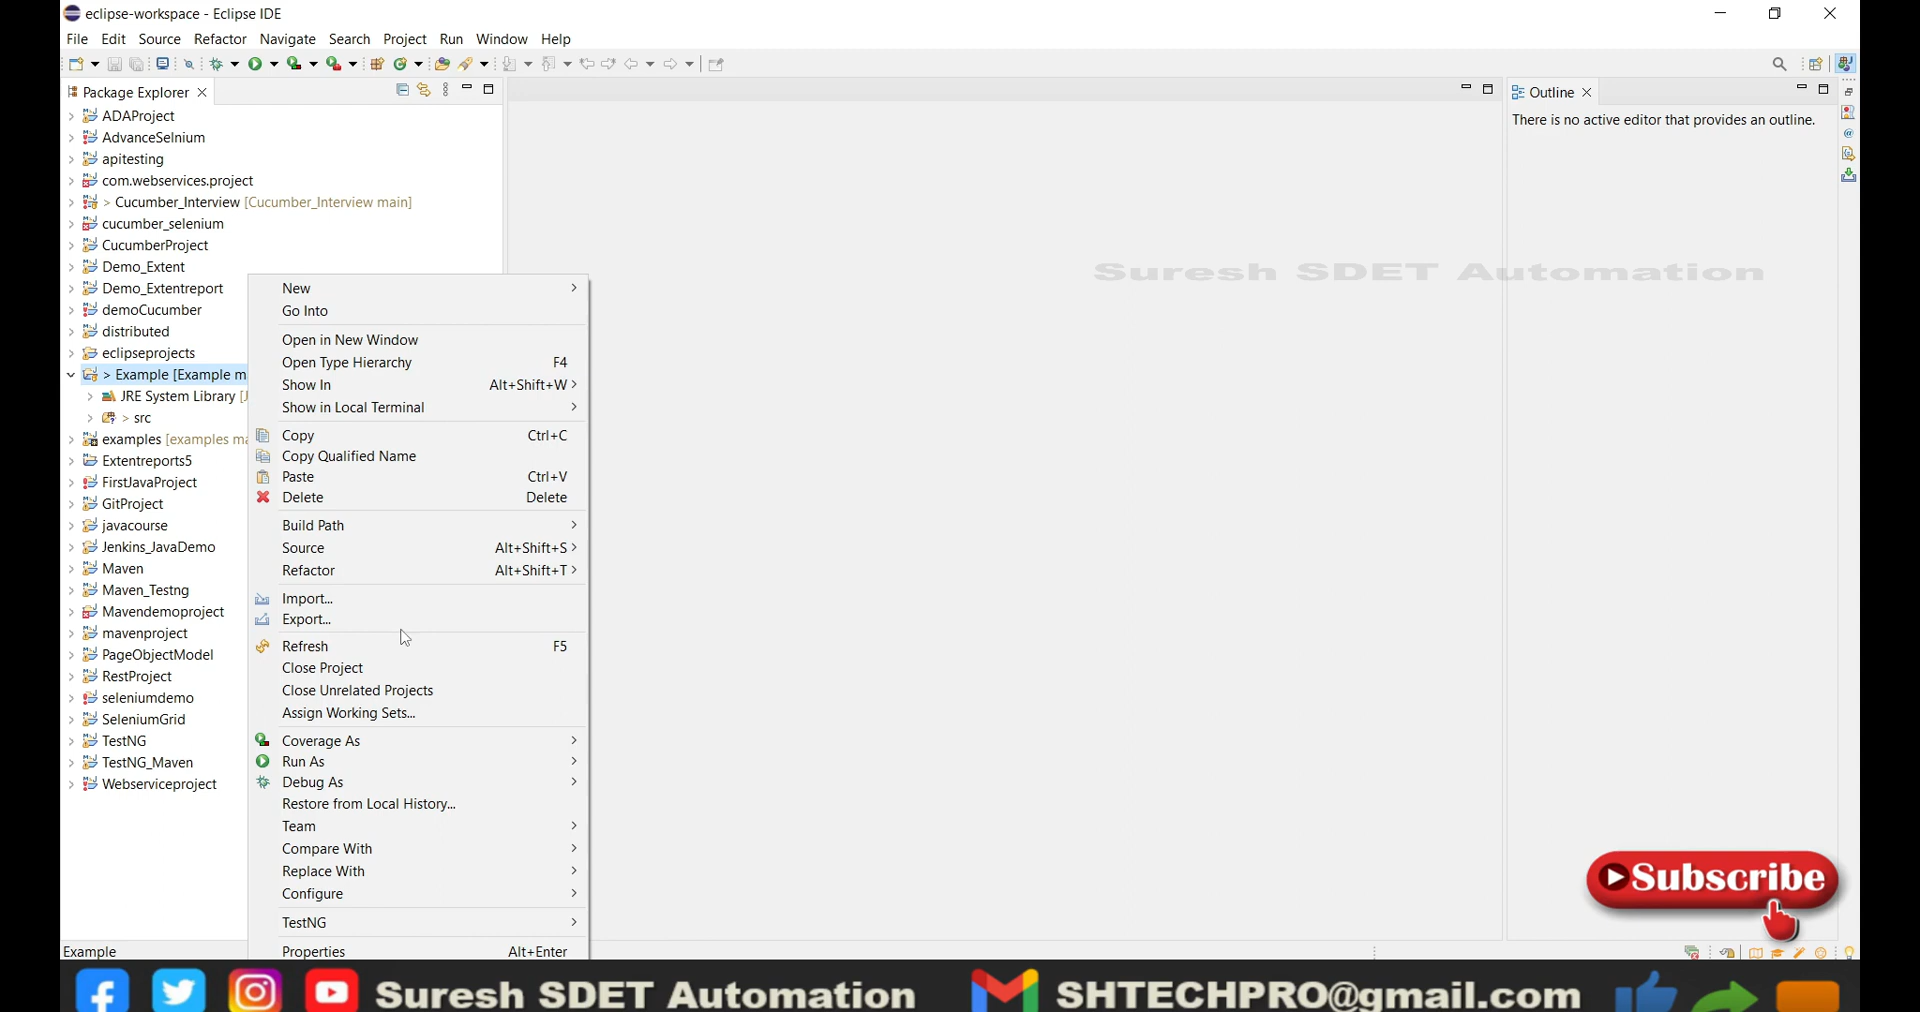 eclipse-workspace - Eclipse IDE
File Edit Source Refactor Navigate Search Project Run Window Help
Package Explorer
ADAProject
AdvanceSelnium
apitesting
com.webservices.project
> Cucumber_Interview [Cucumber_Interview main]
cucumber_selenium
CucumberProject
Demo_Extent
Demo_Extentreport
demoCucumber
distributed
eclipseprojects
> Example [Example m
JRE System Library [J
> src
examples [examples ma
Extentreports5
FirstJavaProject
GitProject
javacourse
Jenkins_JavaDemo
Maven
Maven_Testng
Mavendemoproject
mavenproject
PageObjectModel
RestProject
seleniumdemo
SeleniumGrid
TestNG
TestNG_Maven
Webserviceproject
New
Go Into
Open in New Window
Open Type Hierarchy F4
Show In Alt+Shift+W
Show in Local Terminal
Copy Ctrl+C
Copy Qualified Name
Paste Ctrl+V
Delete Delete
Build Path
Source Alt+Shift+S
Refactor Alt+Shift+T
Import...
Export...
Refresh F5
Close Project
Close Unrelated Projects
Assign Working Sets...
Coverage As
Run As
Debug As
Restore from Local History...
Team
Compare With
Replace With
Configure
TestNG
Properties Alt+Enter
Outline
There is no active editor that provides an outline.
Suresh SDET Automation
Subscribe
Example
Suresh SDET Automation
SHTECHPRO@gmail.com